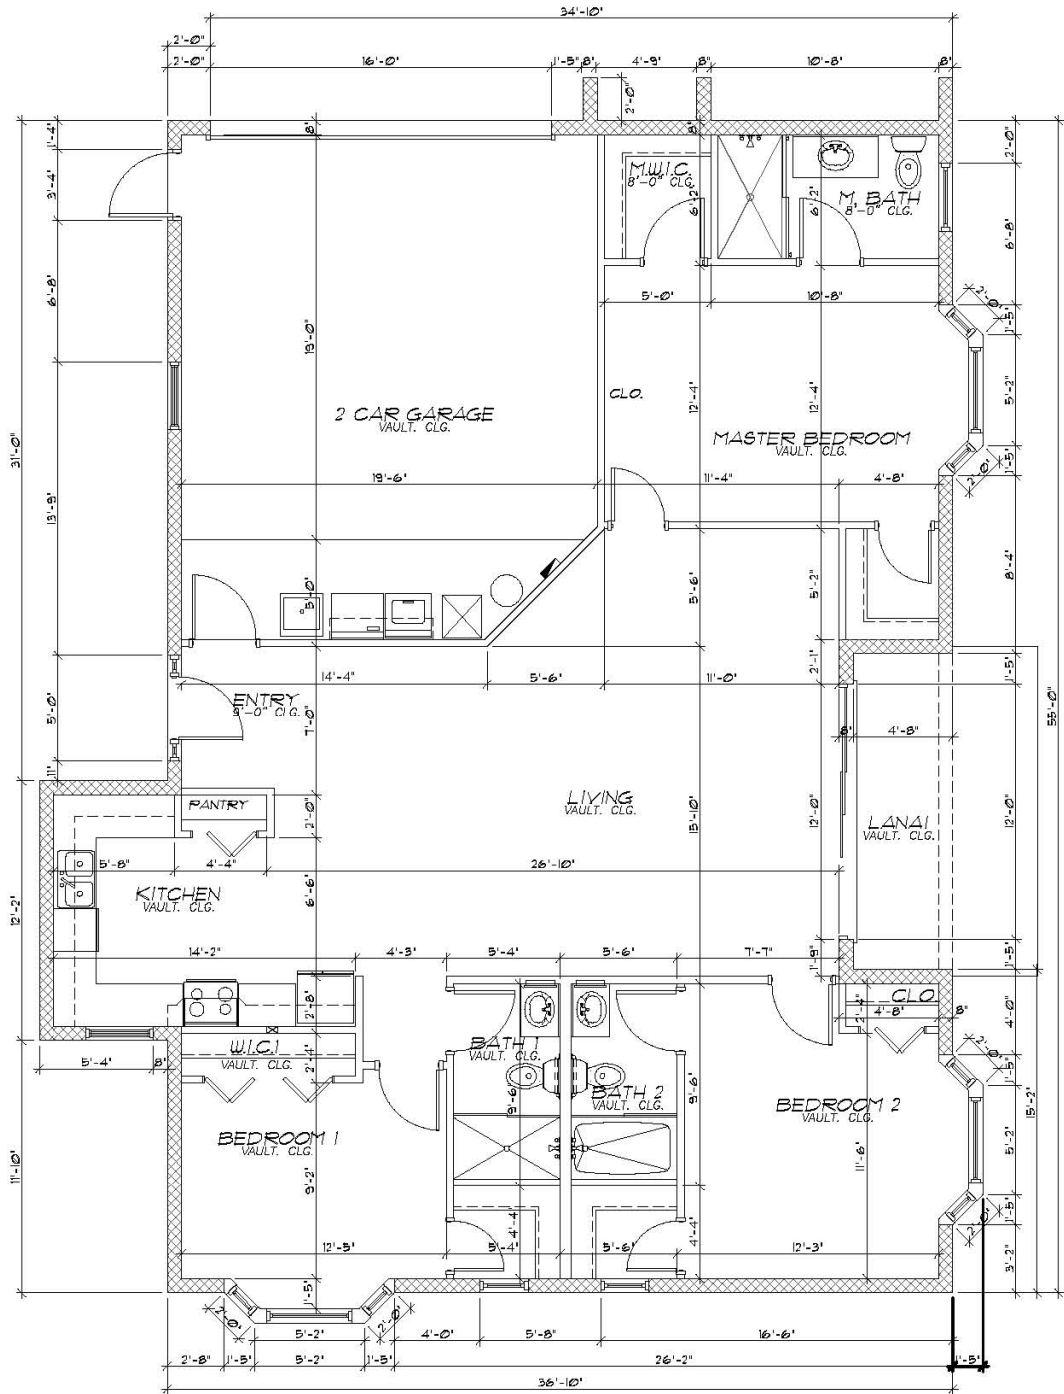 34'-10"
2'-0"
2'-0" 16'-0" 1'-5" 8" 4'-9" 8" 10'-8" 8"
2'-0"
1'-4" 8" 8" 2'-0"
M.W.I.C.
8'-0" CLG.
M. BATH
8'-0" CLG.
3'-4" 6'-2" 6'-2"
6'-8" 6'-8"
5'-0" 10'-8"
2'-0"
1'-5"
19'-0"
CLO.
12'-4" 12'-4" 5'-2"
2 CAR GARAGE
VAULT. CLG.
MASTER BEDROOM
VAULT. CLG.
31'-0"
1'-5"
2'-0"
19'-6" 11'-4" 4'-8"
13'-9"
8'-4"
5'-0" 5'-6" 5'-2"
14'-4" 5'-6" 11'-0" 2'-1" 1'-5"
ENTRY
9'-0" CLG.
5'-0" 7'-0" 55'-0"
8" 4'-8"
11"
PANTRY
LIVING
VAULT. CLG.
2'-0" 15'-10" 12'-0" 12'-0"
LANAI
VAULT. CLG.
5'-8" 4'-4" 26'-10"
KITCHEN
VAULT. CLG.
6'-6"
12'-2"
14'-2" 4'-3" 5'-4" 5'-6" 7'-7" 1'-9" 1'-5"
2'-8" 2'-4"
CLO.
4'-8" 8"
4'-0"
W.I.C.1
VAULT. CLG.
2'-4"
BATH 1
VAULT. CLG.
5'-4" 8"
2'-0"
1'-5"
15'-2"
9'-6" 9'-6"
BATH 2
VAULT. CLG.
BEDROOM 2
VAULT. CLG.
BEDROOM 1
VAULT. CLG.
11'-10" 9'-2" 11'-6" 5'-2"
4'-4" 4'-4" 1'-5"
2'-0"
12'-5" 5'-4" 5'-6" 12'-3"
3'-2"
1'-5"
2'-0" 2'-0"
5'-2" 4'-0" 5'-8" 16'-6"
2'-8" 1'-5" 5'-2" 1'-5" 26'-2" 1'-5"
36'-10"